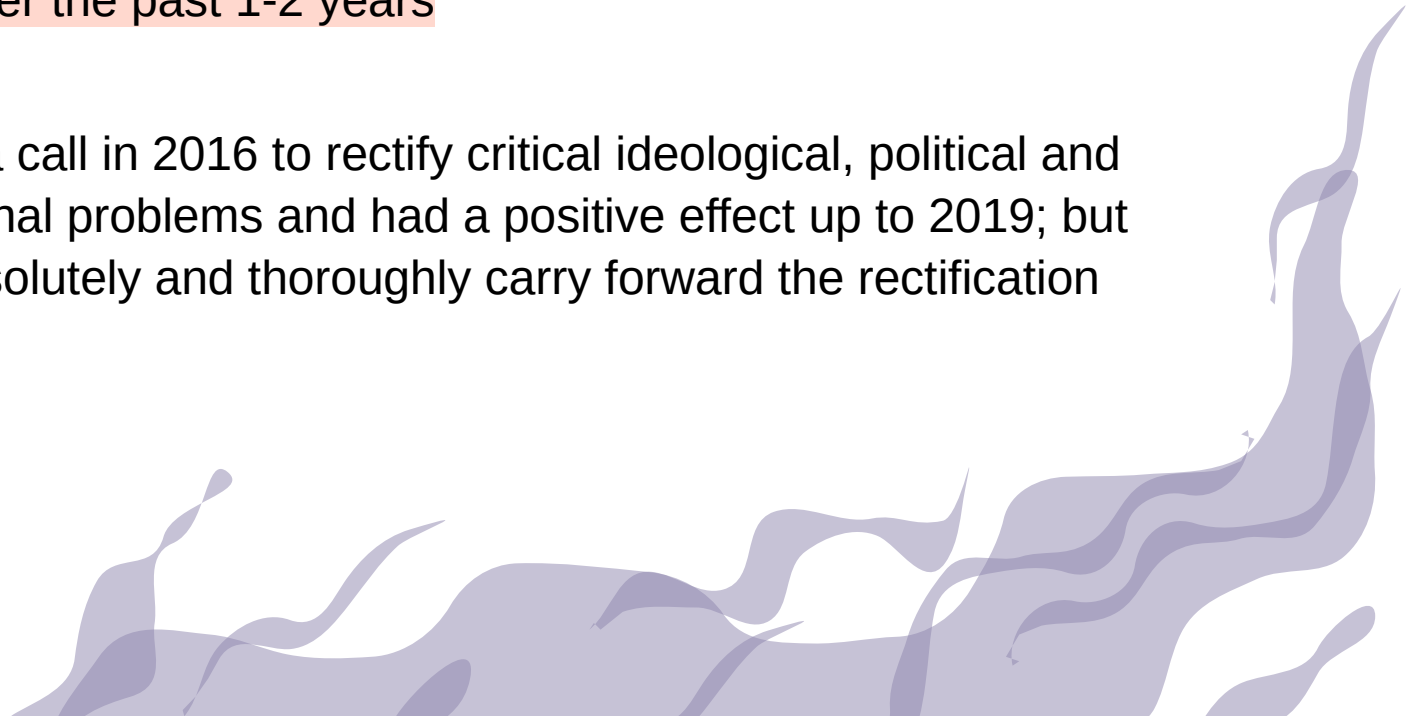 er the past 1-2 years
call in 2016 to rectify critical ideological, political and
nal problems and had a positive effect up to 2019; but
solutely and thoroughly carry forward the rectification